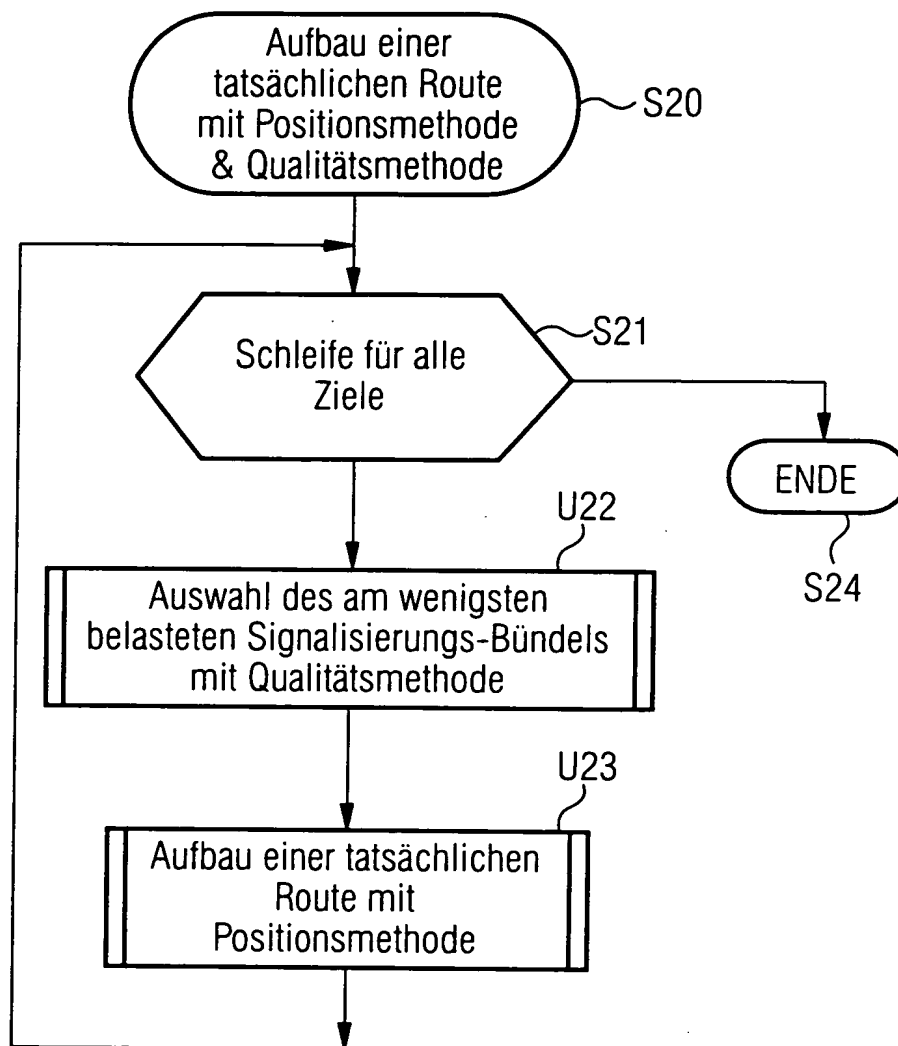 Aufbau einer
tatsächlichen Route
mit Positionsmethode
& Qualitätsmethode
S20
Schleife für alle
Ziele
S21
ENDE
S24
U22
Auswahl des am wenigsten
belasteten Signalisierungs-Bündels
mit Qualitätsmethode
U23
Aufbau einer tatsächlichen
Route mit
Positionsmethode